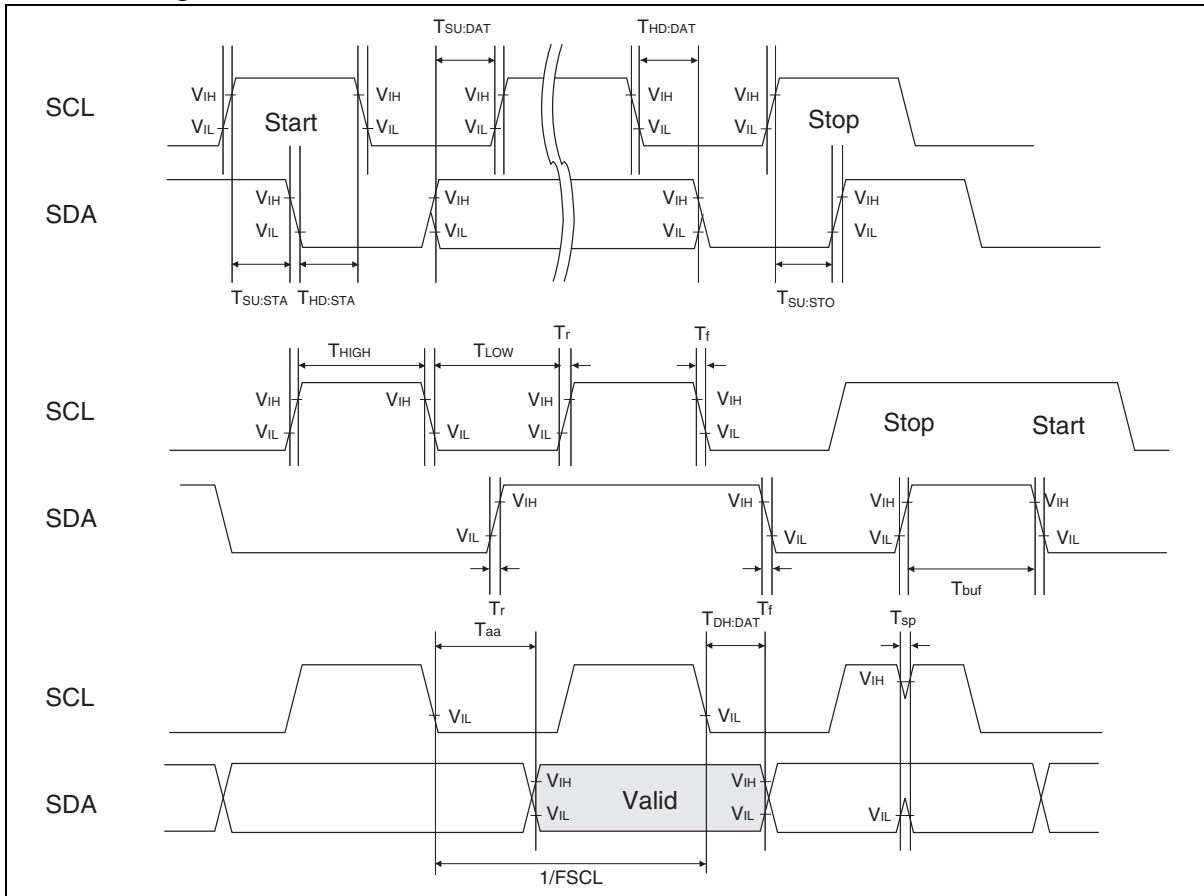 TSU:DAT THD:DAT
SCL VIH VIH VIH VIH VIH
VIL Start VIL VIL VIL VIL Stop
SDA VIH VIH VIH VIH
VIL VIL VIL VIL
TSU:STA THD:STA TSU:STO
THIGH TLOW Tr Tf
SCL VIH VIH VIH VIH
VIL VIL VIL VIL Stop Start
SDA VIH VIH VIH VIH
VIL VIL VIL VIL
Tr Tf Tbuf
Taa TDH:DAT Tsp
SCL VIH
VIL VIL
SDA VIH Valid VIH
VIL VIL VIL
1/FSCL